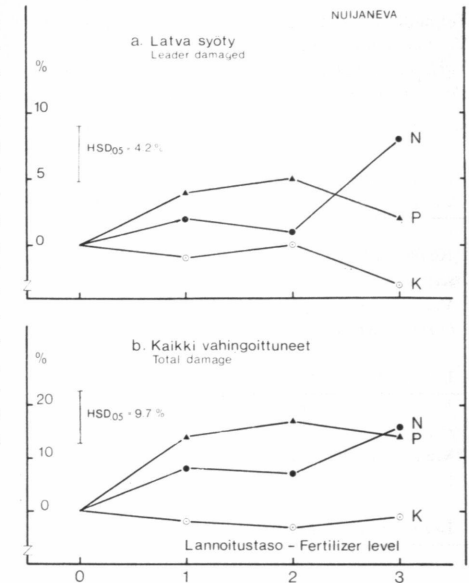 NUIJANEVA
a. Latva syöty
Leader damaged
%
10
HSD05 - 4.2 %
5
0
N
P
K
b. Kaikki vahingoittuneet
Total damage
%
20
HSD05 - 9.7 %
10
0
N
P
K
Lannoitustaso - Fertilizer level
0 1 2 3